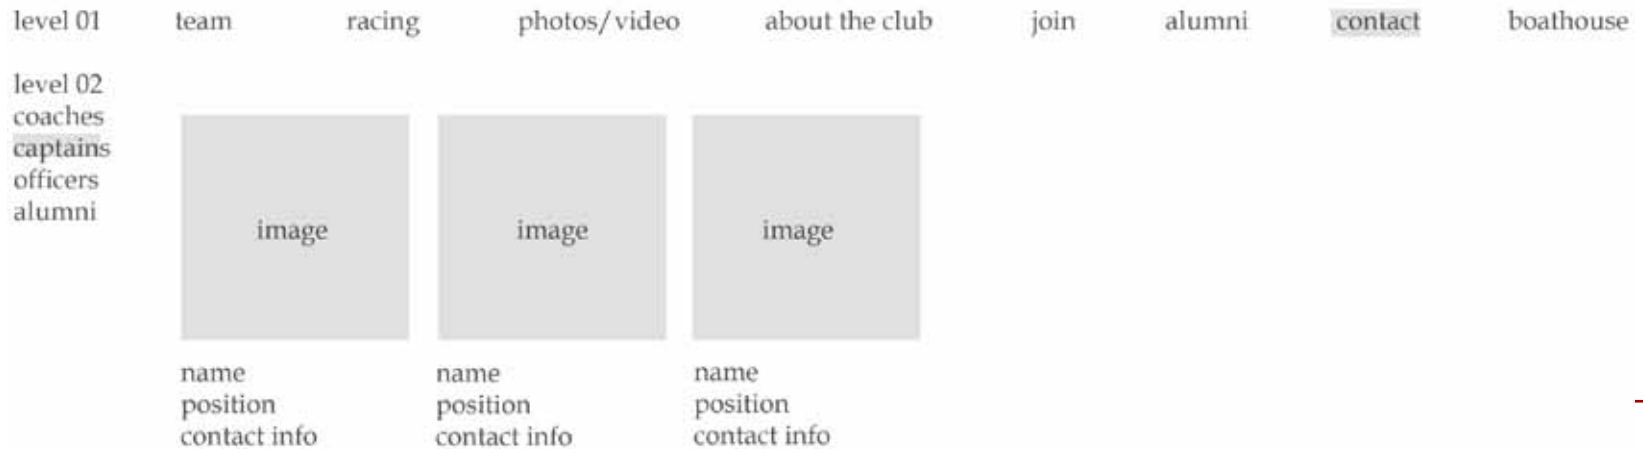 level 01 team racing photos/video about the club join alumni contact boathouse
level 02
coaches
captains
officers
alumni
image image image
name name name
position position position
contact info contact info contact info